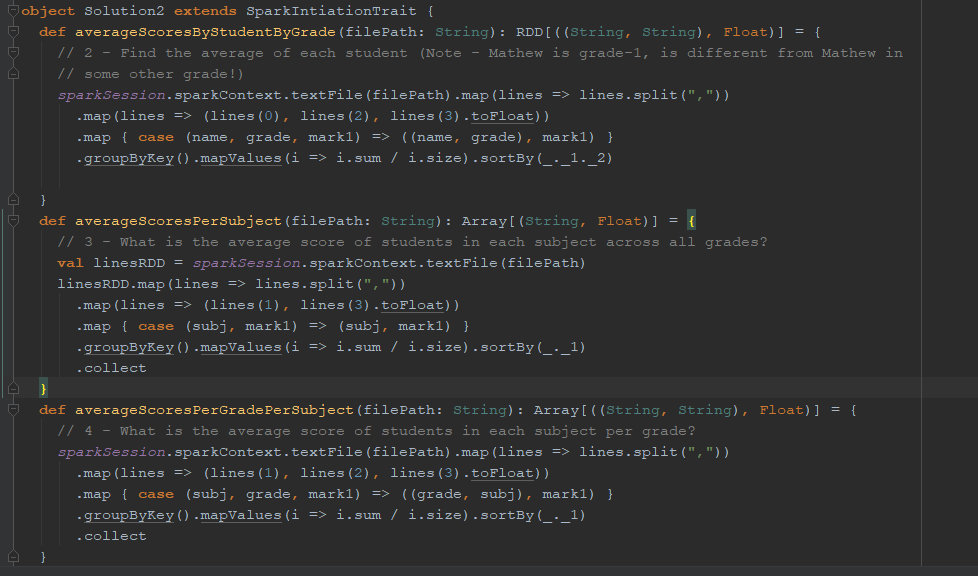 object Solution2 extends SparkIntiationTrait {
  def averageScoresByStudentByGrade(filePath: String): RDD[((String, String), Float)] = {
    // 2 - Find the average of each student (Note - Mathew is grade-1, is different from Mathew in
    // some other grade!)
    sparkSession.sparkContext.textFile(filePath).map(lines => lines.split(","))
      .map(lines => (lines(0), lines(2), lines(3).toFloat))
      .map { case (name, grade, mark1) => ((name, grade), mark1) }
      .groupByKey().mapValues(i => i.sum / i.size).sortBy(_._1._2)

  }
  def averageScoresPerSubject(filePath: String): Array[(String, Float)] = {
    // 3 - What is the average score of students in each subject across all grades?
    val linesRDD = sparkSession.sparkContext.textFile(filePath)
    linesRDD.map(lines => lines.split(","))
      .map(lines => (lines(1), lines(3).toFloat))
      .map { case (subj, mark1) => (subj, mark1) }
      .groupByKey().mapValues(i => i.sum / i.size).sortBy(_._1)
      .collect
  }
  def averageScoresPerGradePerSubject(filePath: String): Array[((String, String), Float)] = {
    // 4 - What is the average score of students in each subject per grade?
    sparkSession.sparkContext.textFile(filePath).map(lines => lines.split(","))
      .map(lines => (lines(1), lines(2), lines(3).toFloat))
      .map { case (subj, grade, mark1) => ((grade, subj), mark1) }
      .groupByKey().mapValues(i => i.sum / i.size).sortBy(_._1)
      .collect
  }